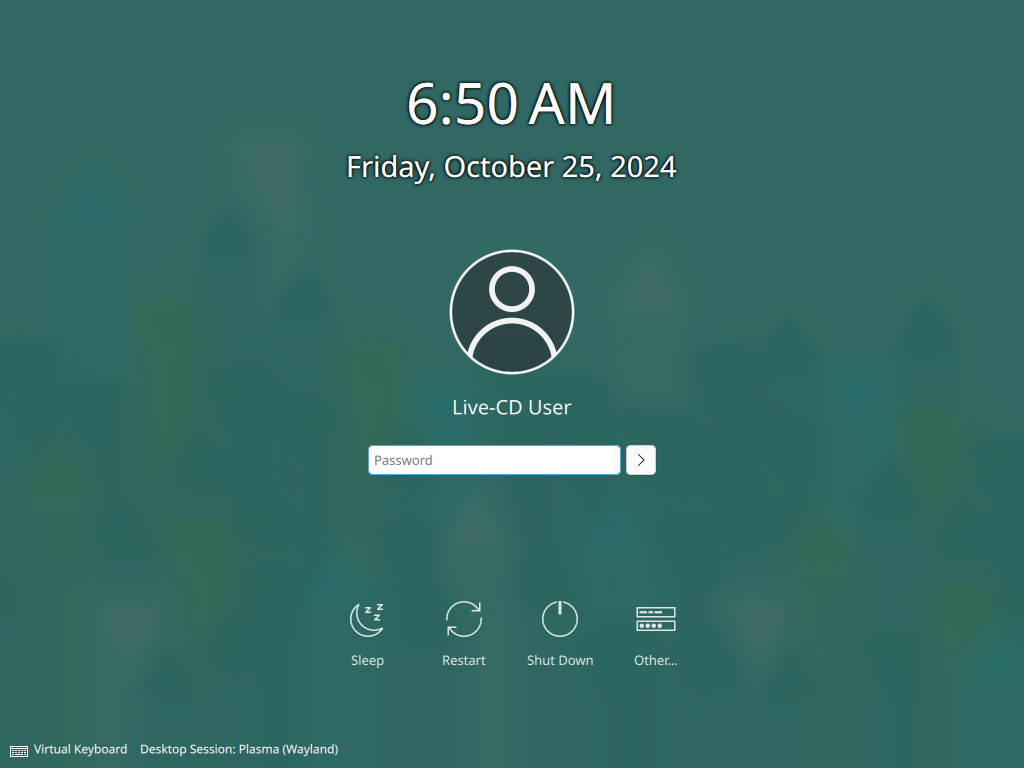 6:50 AM
Friday, October 25, 2024
Live-CD User
Password
Sleep
Restart
Shut Down
Other...
Virtual Keyboard
Desktop Session: Plasma (Wayland)